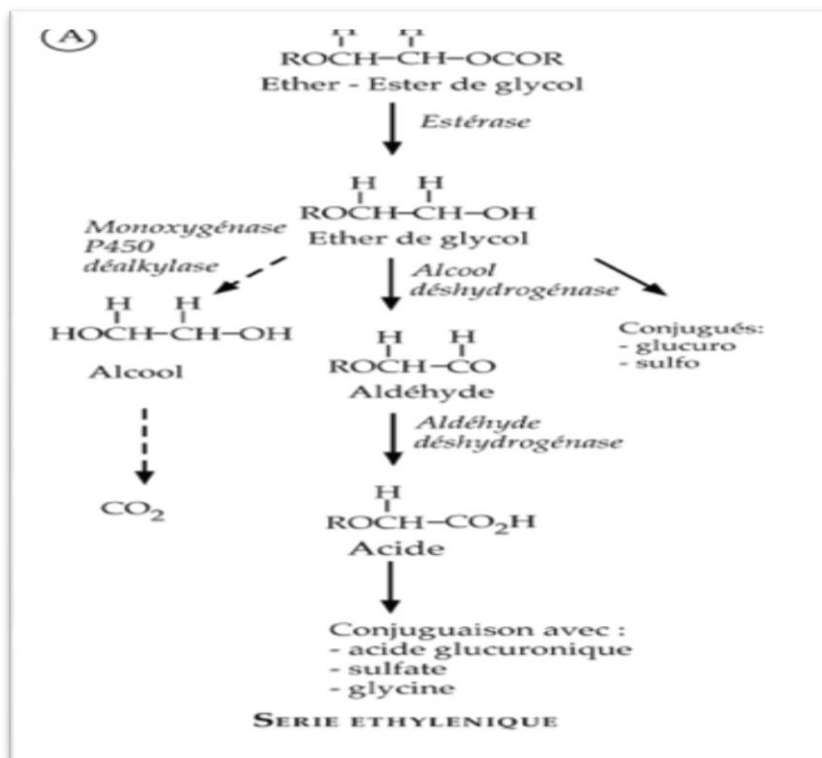 A
H H
ROCH-CH-OCOR
Ether - Ester de glycol
Estérase
H H
ROCH-CH-OH
Ether de glycol
Monoxygénase
P450
déalkylase
Alcool
déshydrogénase
H H
HOCH-CH-OH
Alcool
Conjugués:
- glucuro
- sulfo
H H
ROCH-CO
Aldéhyde
Aldéhyde
déshydrogénase
CO2
H
ROCH-CO2H
Acide
Conjuguaison avec :
- acide glucuronique
- sulfate
- glycine
SERIE ETHYLENIQUE